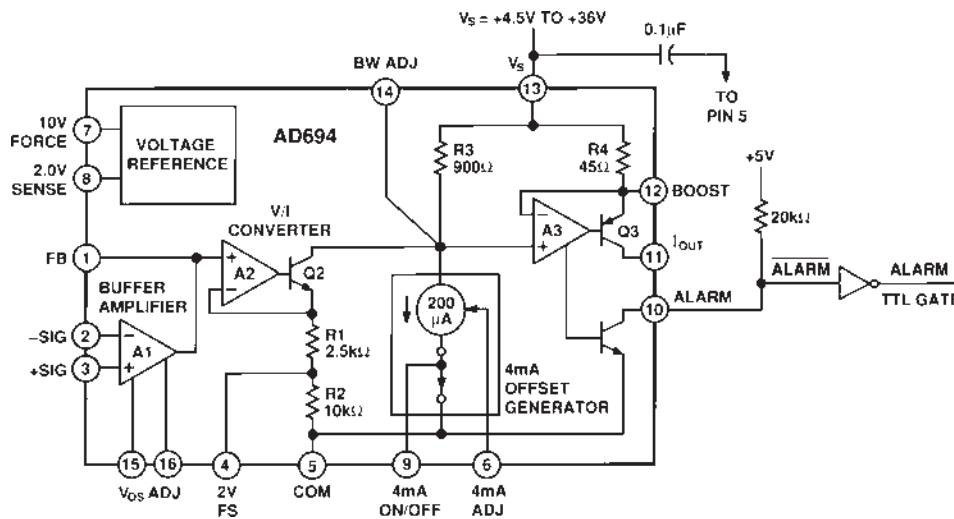 V_S = +4.5V TO +36V
0.1µF
BW ADJ
V_S
14
13
TO
PIN 5
10V
FORCE
7
VOLTAGE
REFERENCE
AD694
R3
900Ω
R4
45Ω
+5V
2.0V
SENSE
8
12
BOOST
20kΩ
V/I
CONVERTER
−
+
A3
Q3
FB
1
I_OUT
11
+
−
A2
Q2
ALARM
ALARM
BUFFER
AMPLIFIER
10
ALARM
TTL GATE
200
µA
−SIG
2
−
A1
+SIG
3
+
R1
2.5kΩ
4mA
OFFSET
GENERATOR
R2
10kΩ
15
16
4
5
9
6
V_OS ADJ
2V
FS
COM
4mA
ON/OFF
4mA
ADJ